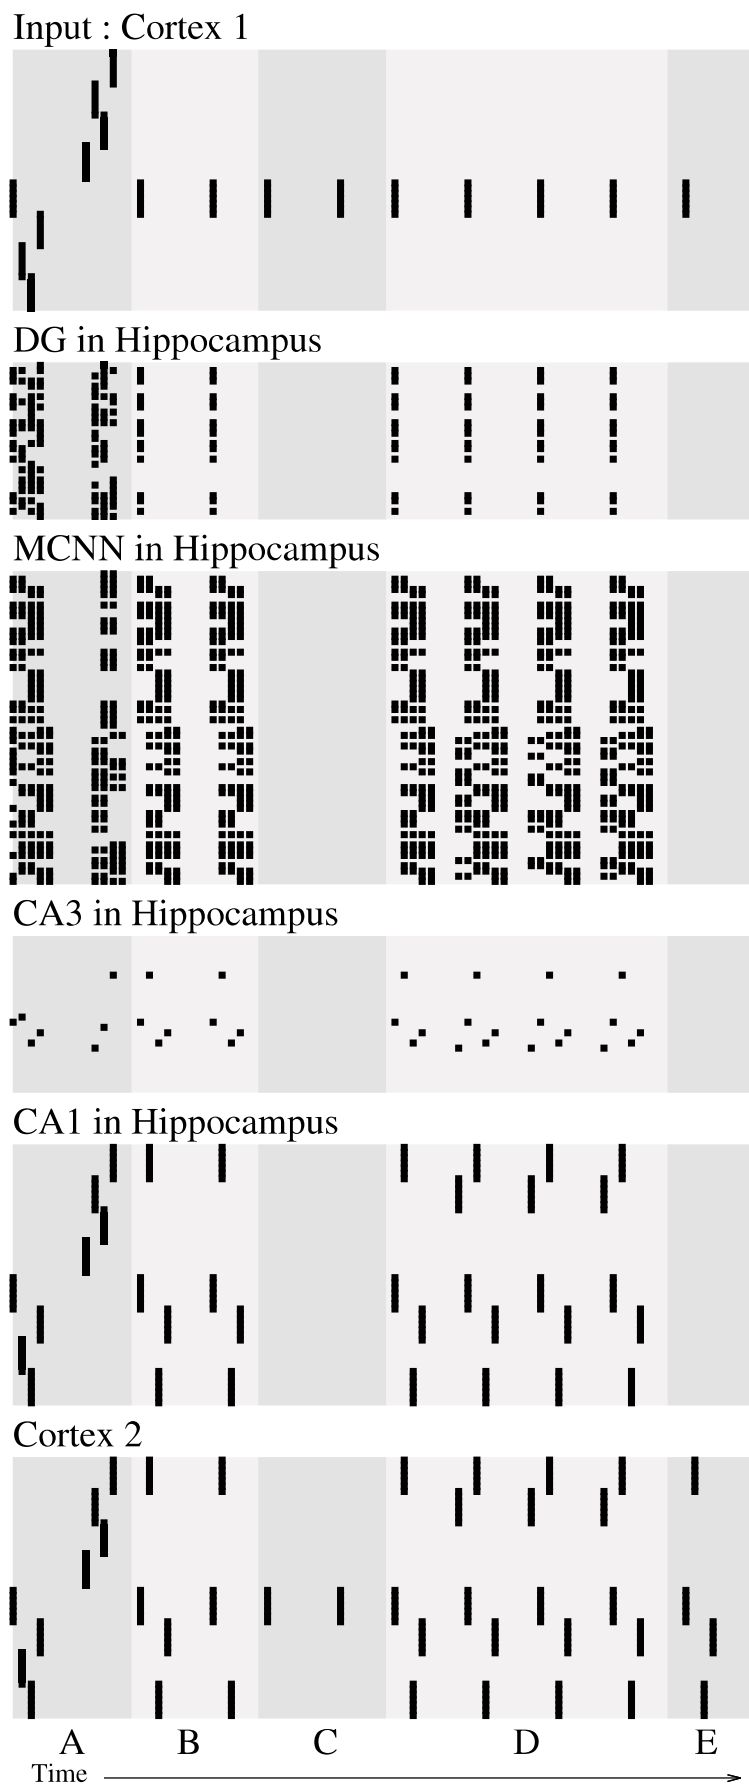 Input : Cortex 1
DG in Hippocampus
MCNN in Hippocampus
CA3 in Hippocampus
CA1 in Hippocampus
Cortex 2
A B C D E
Time